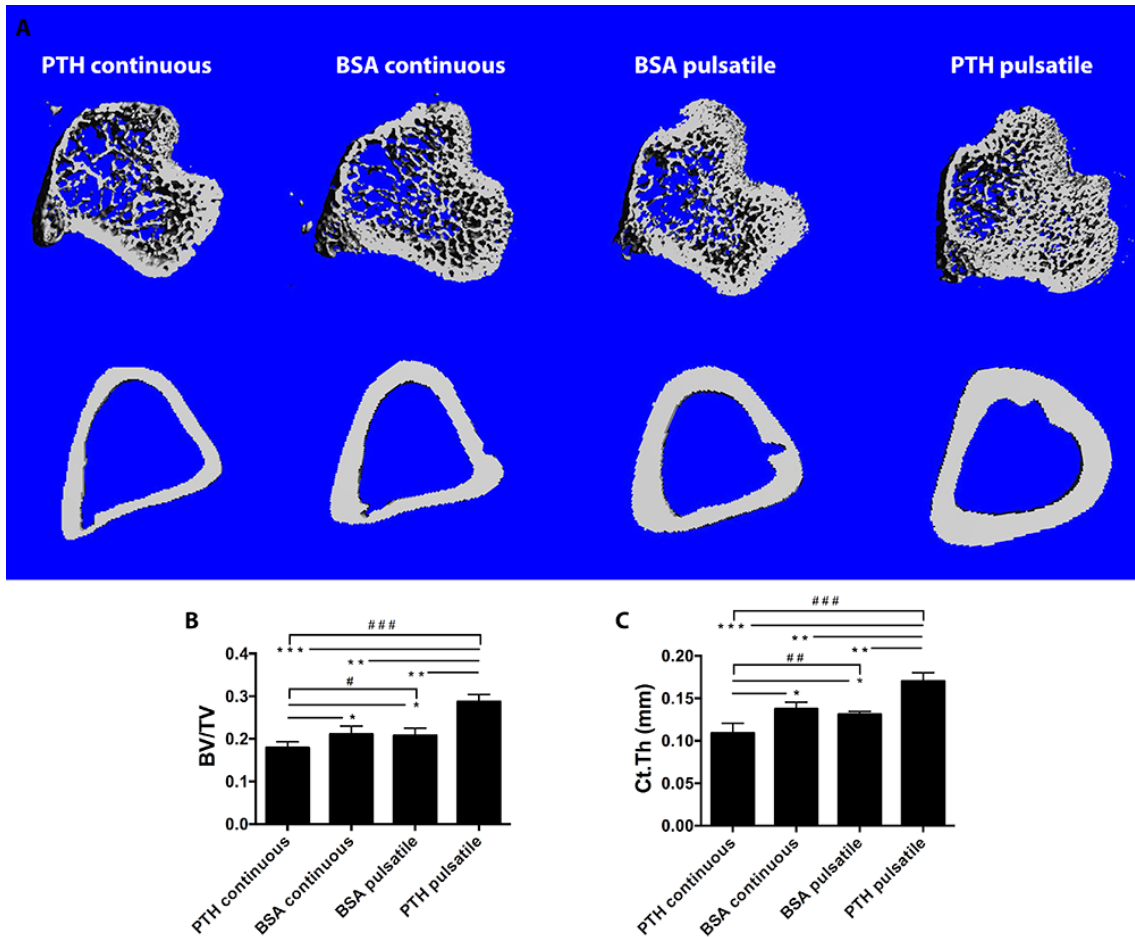 A
PTH continuous
BSA continuous
BSA pulsatile
PTH pulsatile
B
###
***
**
**
#
*
*
0.4
0.3
0.2
0.1
0.0
BV/TV
PTH continuous
BSA continuous
BSA pulsatile
PTH pulsatile
C
###
***
**
**
##
*
*
0.20
0.15
0.10
0.05
0.00
Ct.Th (mm)
PTH continuous
BSA continuous
BSA pulsatile
PTH pulsatile